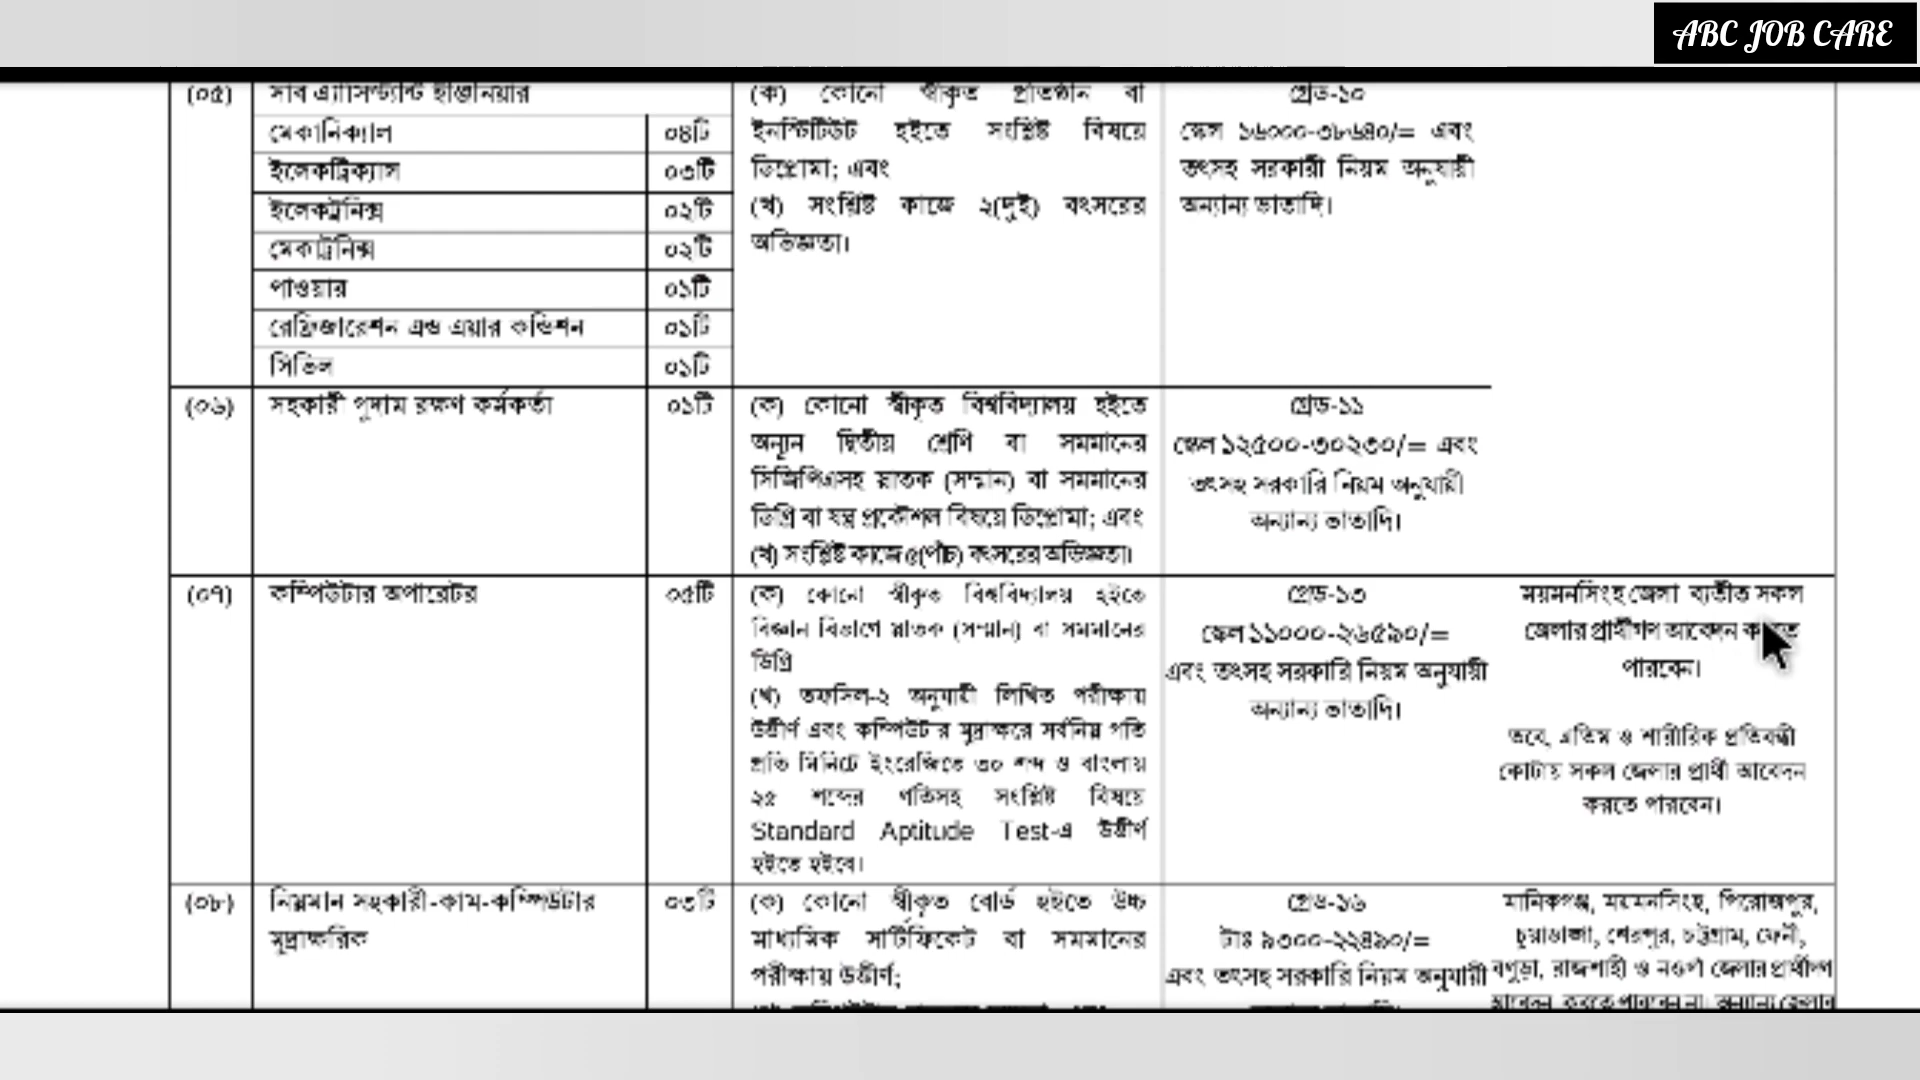 ABC JOB CARE
(০৫)
সাব এ্যাসিস্ট্যান্ট ইঞ্জিনিয়ার
মেকানিক্যাল
০৪টি
ইলেকট্রিক্যাল
০৩টি
ইলেকট্রনিক্স
০২টি
মেকাট্রনিক্স
০২টি
পাওয়ার
০১টি
রেফ্রিজারেশন এন্ড এয়ার কন্ডিশন
০১টি
সিভিল
০১টি
(ক) কোনো স্বীকৃত প্রতিষ্ঠান বা
ইনস্টিটিউট হইতে সংশ্লিষ্ট বিষয়ে
ডিপ্লোমা; এবং
(খ) সংশ্লিষ্ট কাজে ২(দুই) বৎসরের
অভিজ্ঞতা।
গ্রেড-১০
স্কেল ১৬০০০-৩৮৬৪০/= এবং
তৎসহ সরকারী নিয়ম অনুযায়ী
অন্যান্য ভাতাদি।
(০৬)
সহকারী গুদাম রক্ষণ কর্মকর্তা
০১টি
(ক) কোনো স্বীকৃত বিশ্ববিদ্যালয় হইতে
অন্যূন দ্বিতীয় শ্রেণি বা সমমানের
সিজিপিএসহ স্নাতক (সম্মান) বা সমমানের
ডিগ্রি বা যন্ত্র প্রকৌশল বিষয়ে ডিপ্লোমা; এবং
(খ) সংশ্লিষ্ট কাজে ৫(পাঁচ) বৎসরের অভিজ্ঞতা।
গ্রেড-১১
স্কেল ১২৫০০-৩০২৩০/= এবং
তৎসহ সরকারি নিয়ম অনুযায়ী
অন্যান্য ভাতাদি।
(০৭)
কম্পিউটার অপারেটর
০৫টি
(ক) কোনো স্বীকৃত বিশ্ববিদ্যালয় হইতে
বিজ্ঞান বিভাগে স্নাতক (সম্মান) বা সমমানের
ডিগ্রি
(খ) তফসিল-২ অনুযায়ী লিখিত পরীক্ষায়
উত্তীর্ণ এবং কম্পিউটার মুদ্রাক্ষরে সর্বনিম্ন গতি
প্রতি মিনিটে ইংরেজিতে ৩০ শব্দ ও বাংলায়
২৫ শব্দের গতিসহ সংশ্লিষ্ট বিষয়ে
Standard Aptitude Test-এ উত্তীর্ণ
হইতে হইবে।
গ্রেড-১৩
স্কেল ১১০০০-২৬৫৯০/=
এবং তৎসহ সরকারি নিয়ম অনুযায়ী
অন্যান্য ভাতাদি।
ময়মনসিংহ জেলা ব্যতীত সকল
জেলার প্রার্থীগণ আবেদন
পারবেন।
তবে, এতিম ও শারীরিক প্রতিবন্ধী
কোটায় সকল জেলার প্রার্থী আবেদন
করতে পারবেন।
(০৮)
নিম্নমান সহকারী-কাম-কম্পিউটার
মুদ্রাক্ষরিক
০৩টি
(ক) কোনো স্বীকৃত বোর্ড হইতে উচ্চ
মাধ্যমিক সার্টিফিকেট বা সমমানের
পরীক্ষায় উত্তীর্ণ;
গ্রেড-১৬
টাঃ ৯৩০০-২২৪৯০/=
এবং তৎসহ সরকারি নিয়ম অনুযায়ী
মানিকগঞ্জ, ময়মনসিংহ, পিরোজপুর,
চুয়াডাঙ্গা, শেরপুর, চট্টগ্রাম, ফেনী,
বগুড়া, রাজশাহী ও নওগাঁ জেলার প্রার্থীগণ
আবেদন করতে পারবেন না। অন্যান্য জেলার